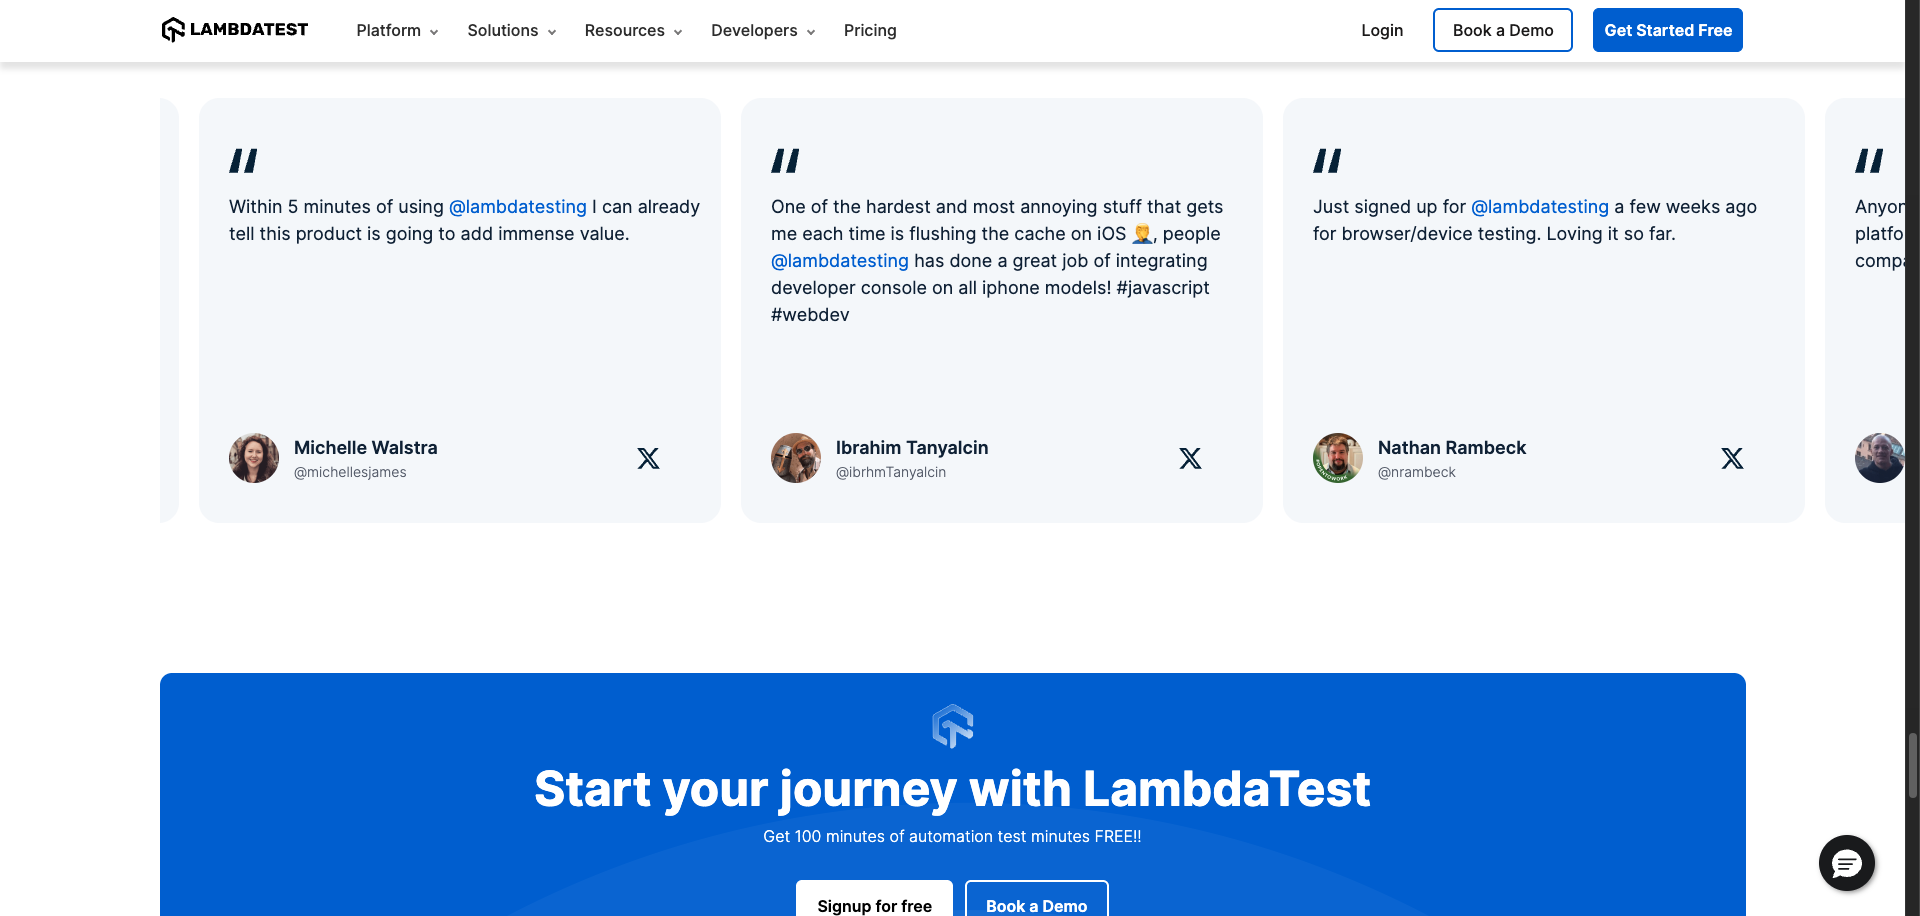 LAMBDATEST
Platform
Solutions
Resources
Developers
Pricing
Login
Book a Demo
Get Started Free
Within 5 minutes of using @lambdatesting I can already
tell this product is going to add immense value.
Michelle Walstra
@michellesjames
One of the hardest and most annoying stuff that gets
me each time is flushing the cache on iOS 🤦‍♂️, people
@lambdatesting has done a great job of integrating
developer console on all iphone models! #javascript
#webdev
Ibrahim Tanyalcin
@ibrhmTanyalcin
Just signed up for @lambdatesting a few weeks ago
for browser/device testing. Loving it so far.
Nathan Rambeck
@nrambeck
Start your journey with LambdaTest
Get 100 minutes of automation test minutes FREE!!
Signup for free
Book a Demo